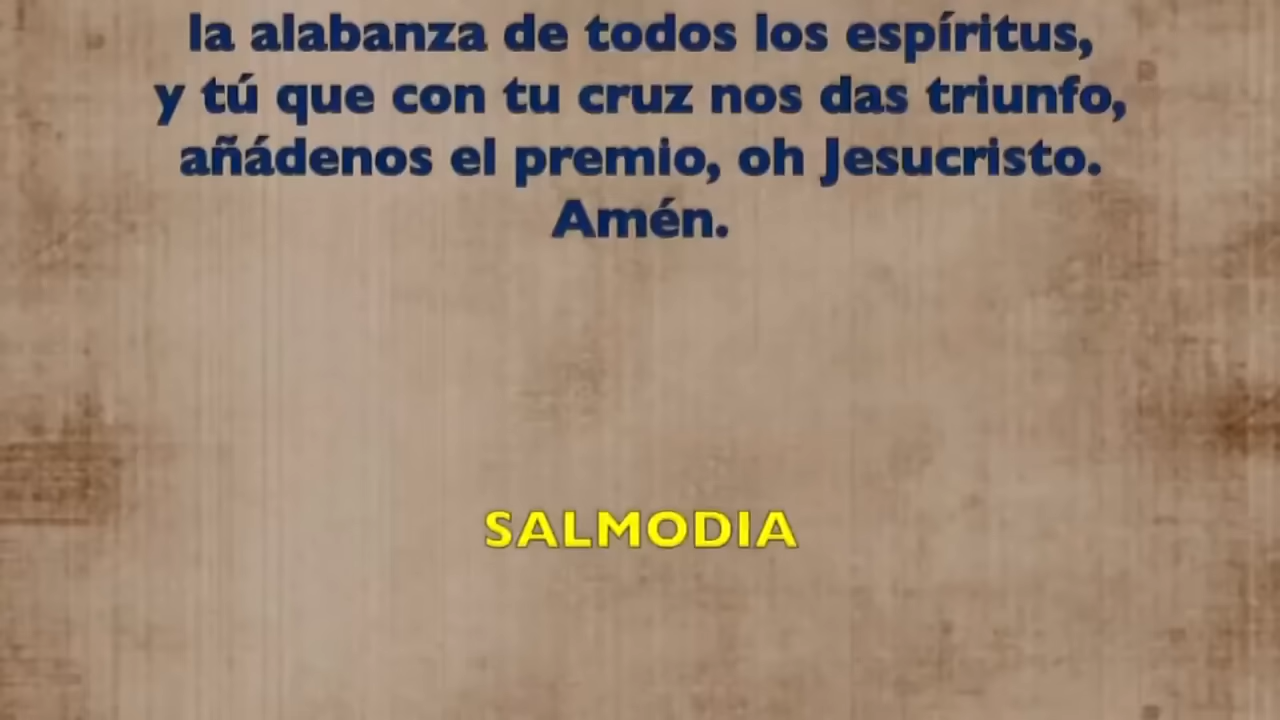 la alabanza de todos los espíritus,
y tú que con tu cruz nos das triunfo,
añádenos el premio, oh Jesucristo.
Amén.
SALMODIA